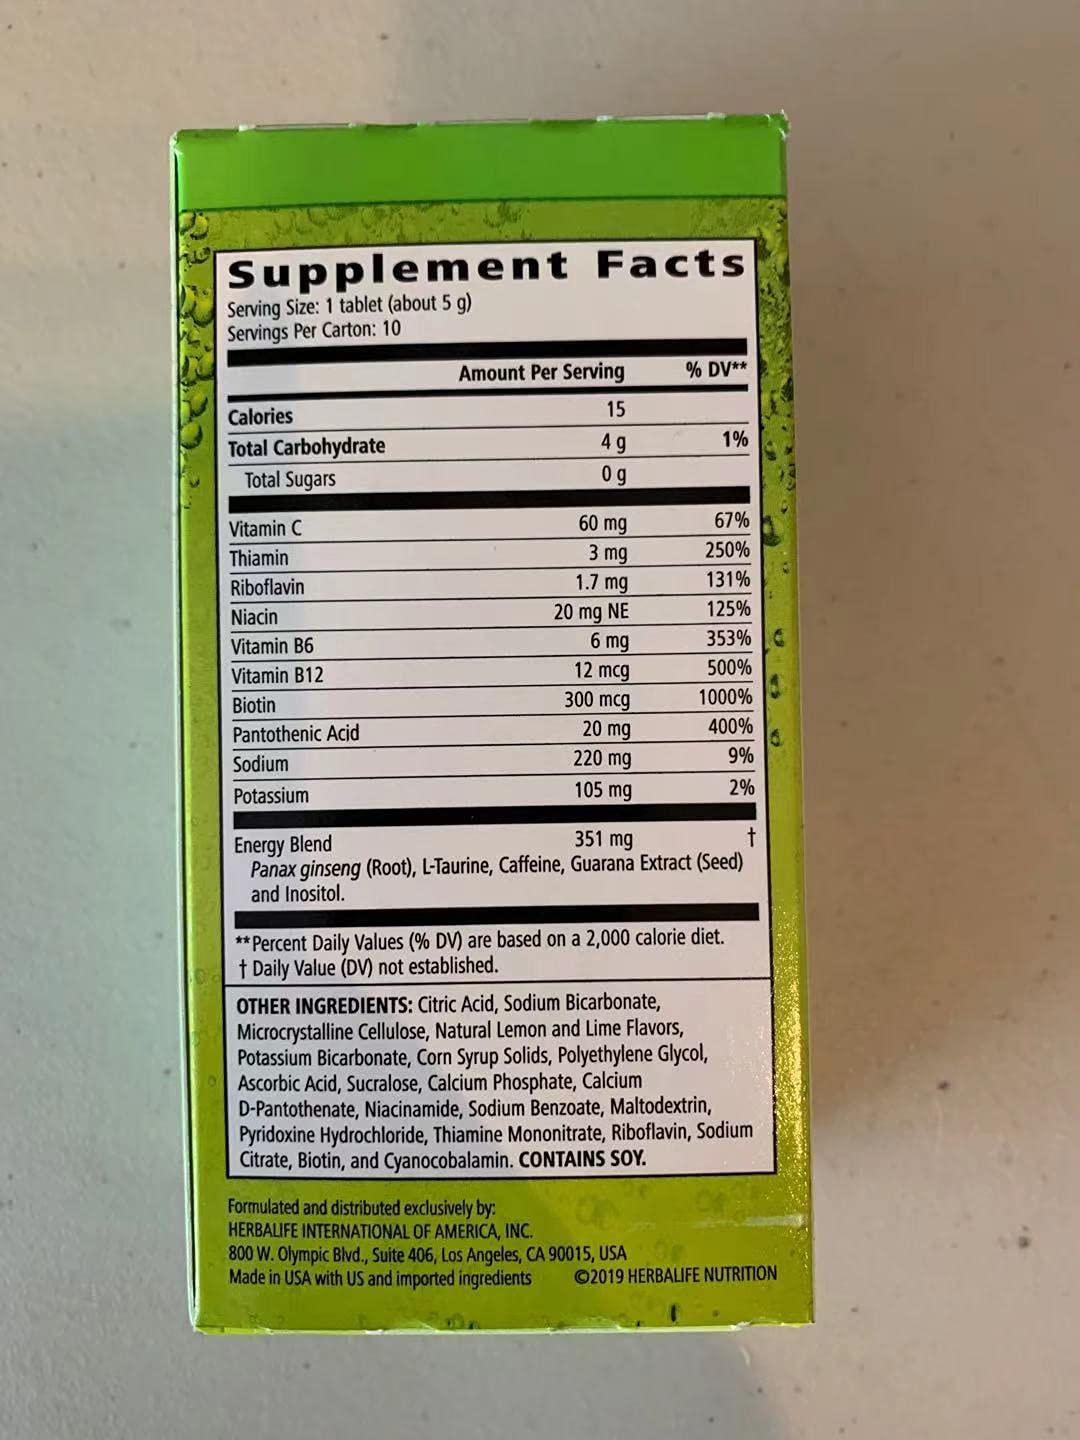 Supplement Facts
Serving Size: 1 tablet (about 5 g)
Servings Per Carton: 10
Amount Per Serving % DV**
Calories 15
Total Carbohydrate 4 g 1%
Total Sugars 0 g
Vitamin C 60 mg 67%
Thiamin 3 mg 250%
Riboflavin 1.7 mg 131%
Niacin 20 mg NE 125%
Vitamin B6 6 mg 353%
Vitamin B12 12 mcg 500%
Biotin 300 mcg 1000%
Pantothenic Acid 20 mg 400%
Sodium 220 mg 9%
Potassium 105 mg 2%
Energy Blend 351 mg †
Panax ginseng (Root), L-Taurine, Caffeine, Guarana Extract (Seed)
and Inositol.
**Percent Daily Values (% DV) are based on a 2,000 calorie diet.
† Daily Value (DV) not established.
OTHER INGREDIENTS: Citric Acid, Sodium Bicarbonate,
Microcrystalline Cellulose, Natural Lemon and Lime Flavors,
Potassium Bicarbonate, Corn Syrup Solids, Polyethylene Glycol,
Ascorbic Acid, Sucralose, Calcium Phosphate, Calcium
D-Pantothenate, Niacinamide, Sodium Benzoate, Maltodextrin,
Pyridoxine Hydrochloride, Thiamine Mononitrate, Riboflavin, Sodium
Citrate, Biotin, and Cyanocobalamin. CONTAINS SOY.
Formulated and distributed exclusively by:
HERBALIFE INTERNATIONAL OF AMERICA, INC.
800 W. Olympic Blvd., Suite 406, Los Angeles, CA 90015, USA
Made in USA with US and imported ingredients ©2019 HERBALIFE NUTRITION